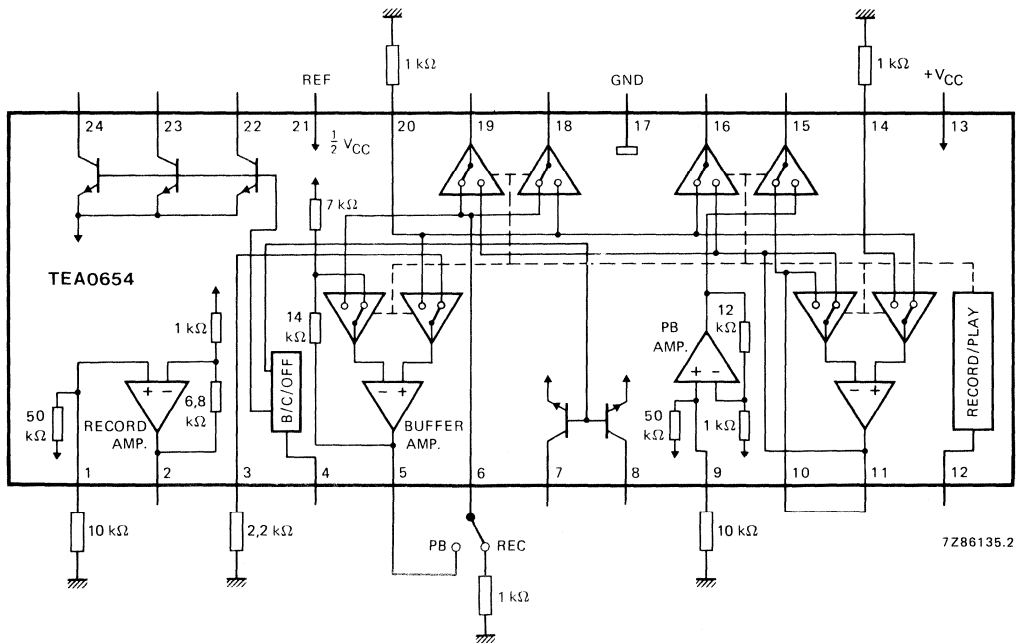 1 kΩ
1 kΩ
REF
GND
+VCC
24
23
22
21
20
19
18
17
16
15
14
13
½ VCC
7 kΩ
TEA0654
1 kΩ
14 kΩ
12 kΩ
PB AMP.
RECORD/PLAY
B/C/OFF
+ −
− +
+ −
− +
50 kΩ
RECORD AMP.
6,8 kΩ
BUFFER AMP.
50 kΩ
1 kΩ
1
2
3
4
5
6
7
8
9
10
11
12
10 kΩ
2,2 kΩ
PB
REC
10 kΩ
7Z86135.2
1 kΩ